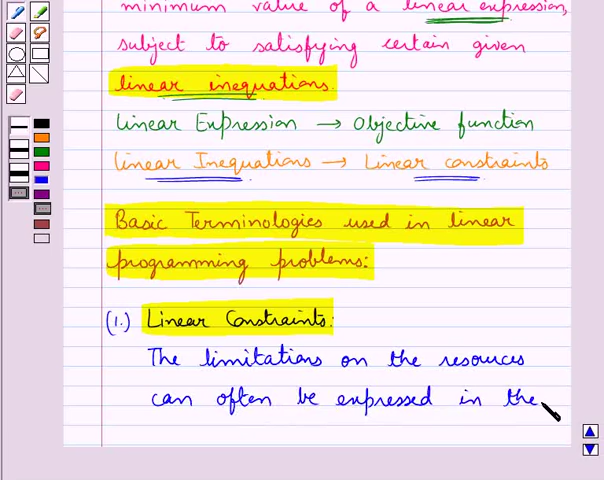 minimum value of a linear expression,
subject to satisfying certain given
linear inequations.
Linear Expression → Objective function
Linear Inequations → Linear constraints
Basic Terminologies used in linear
programming problems:
(1.) Linear Constraints:
The limitations on the resources
can often be expressed in the